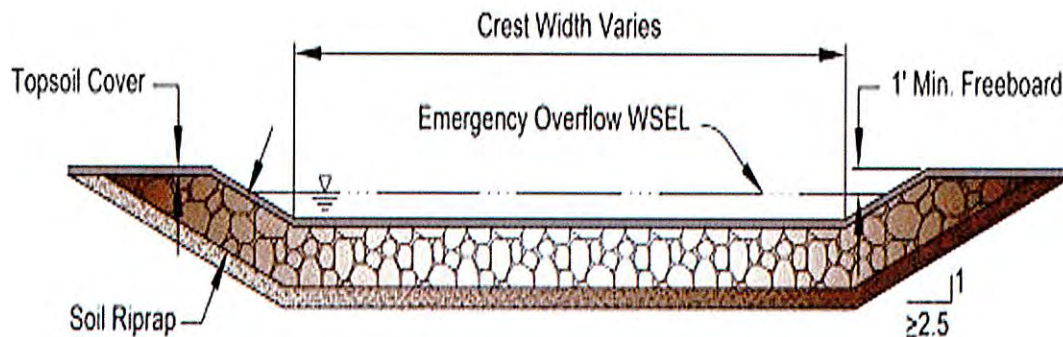 Crest Width Varies
Topsoil Cover
1' Min. Freeboard
Emergency Overflow WSEL
Soil Riprap
1
≥2.5